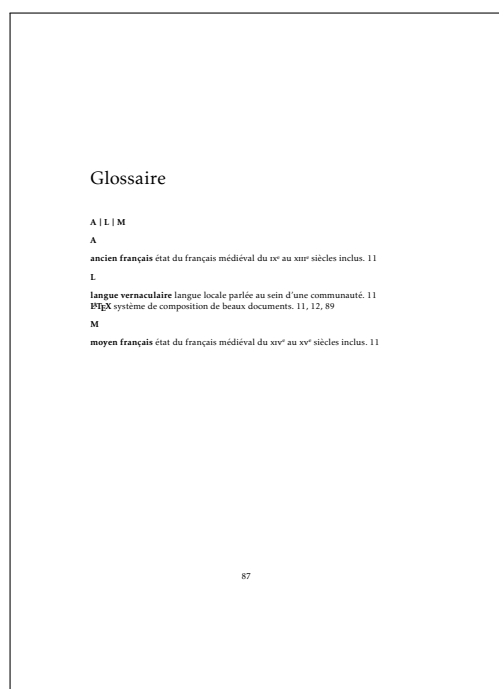 Glossaire
A | L | M
A
ancien français état du français médiéval du IXᵉ au XIIIᵉ siècles inclus. 11
L
langue vernaculaire langue locale parlée au sein d’une communauté. 11
LATEX système de composition de beaux documents. 11, 12, 89
M
moyen français état du français médiéval du XIVᵉ au XVᵉ siècles inclus. 11
87